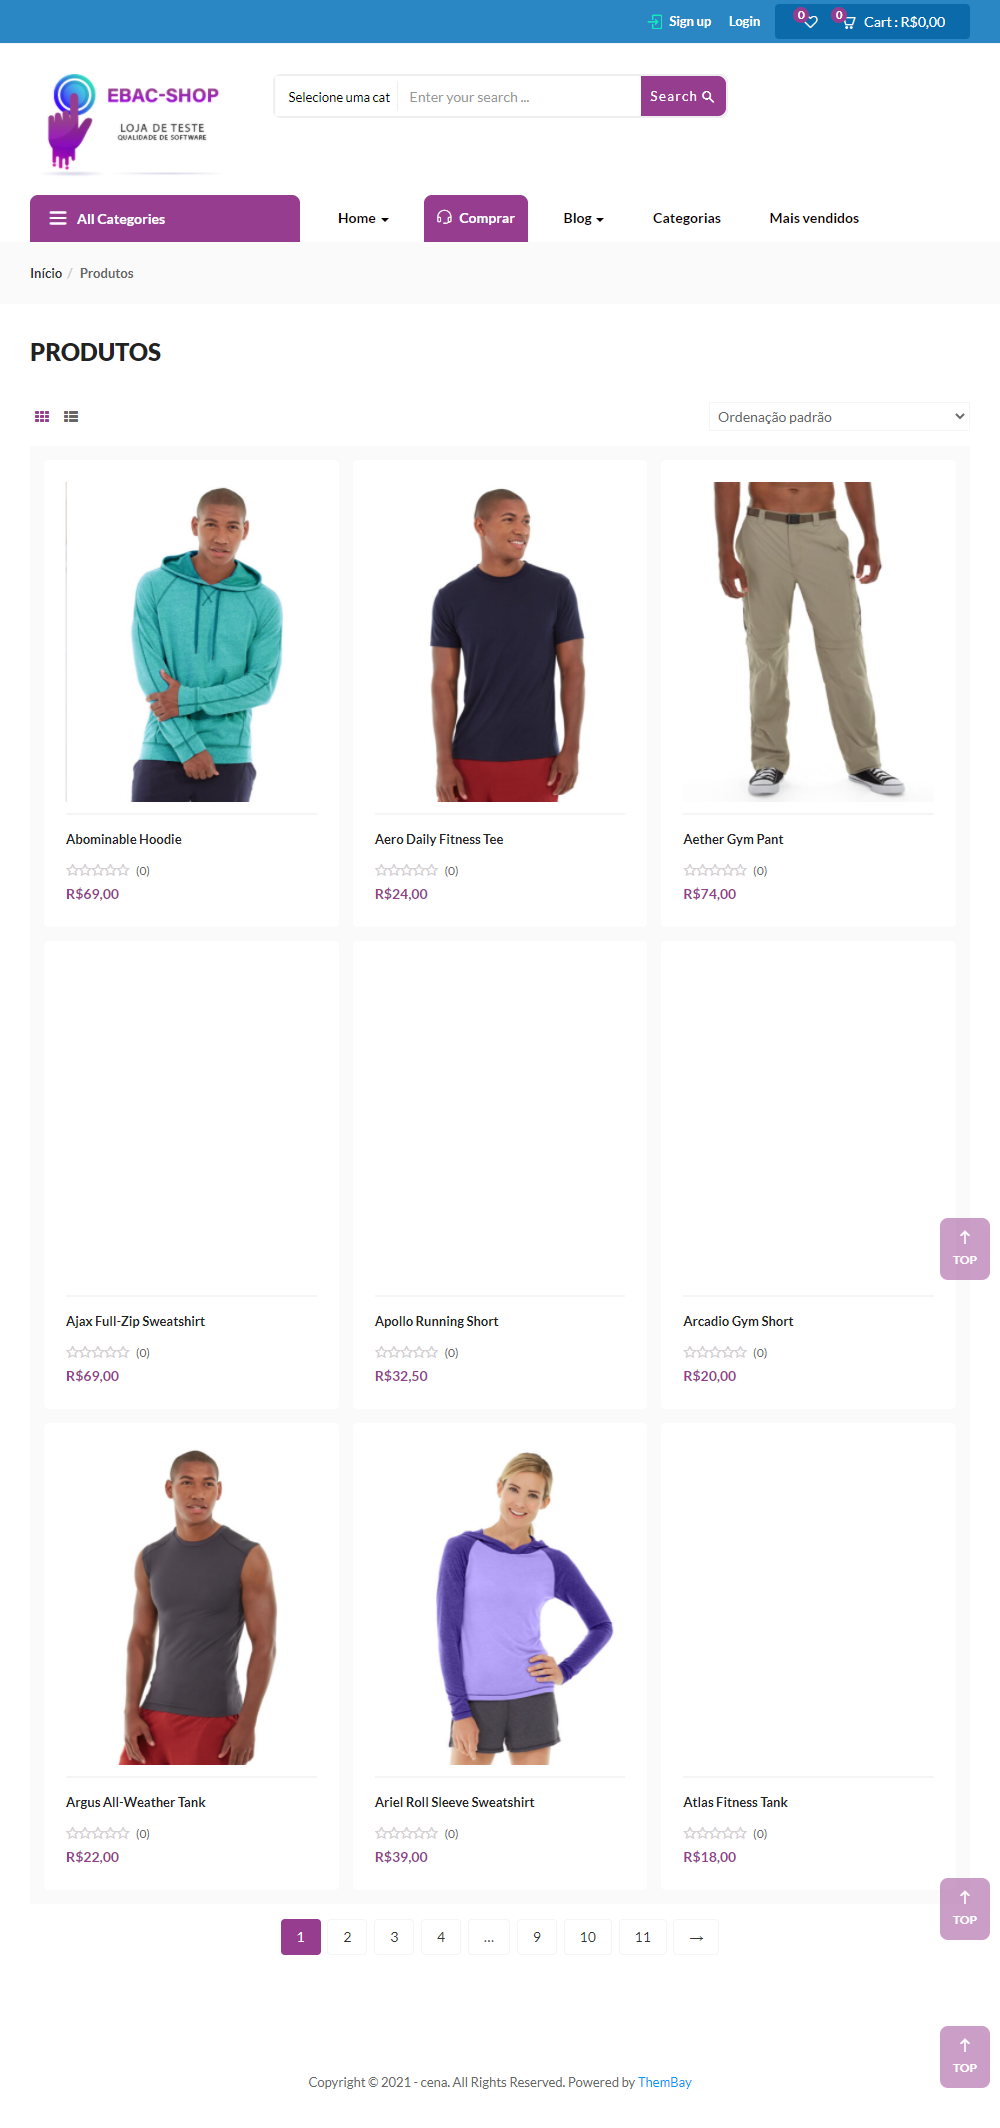 Sign up Login 0 0 Cart : R$0,00
EBAC-SHOP
LOJA DE TESTE
QUALIDADE DE SOFTWARE
Selecione uma cat Enter your search ... Search
All Categories Home Comprar Blog Categorias Mais vendidos
Início / Produtos
PRODUTOS
Ordenação padrão
Abominable Hoodie Aero Daily Fitness Tee Aether Gym Pant
(0) (0) (0)
R$69,00 R$24,00 R$74,00
TOP
Ajax Full-Zip Sweatshirt Apollo Running Short Arcadio Gym Short
(0) (0) (0)
R$69,00 R$32,50 R$20,00
Argus All-Weather Tank Ariel Roll Sleeve Sweatshirt Atlas Fitness Tank
(0) (0) (0)
R$22,00 R$39,00 R$18,00
TOP
1 2 3 4 … 9 10 11 →
TOP
Copyright © 2021 - cena. All Rights Reserved. Powered by ThemBay